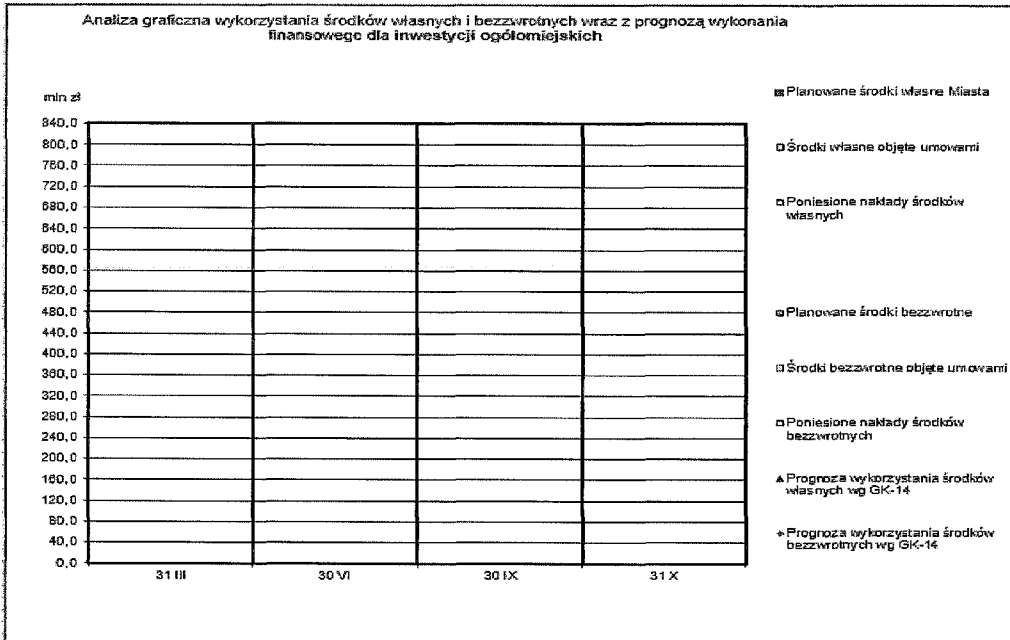 Analiza graficzna wykorzystania środków własnych i bezzwrotnych wraz z prognozą wykonania
finansowego dla inwestycji ogólomiejskich
mln zł
840,0
800,0
760,0
720,0
680,0
640,0
600,0
560,0
520,0
480,0
440,0
400,0
360,0
320,0
280,0
240,0
200,0
160,0
120,0
80,0
40,0
0,0
31 III
30 VI
30 IX
31 X
Planowane środki własne Miasta
Środki własne objęte umowami
Poniesione nakłady środków
własnych
Planowane środki bezzwrotne
Środki bezzwrotne objęte umowami
Poniesione nakłady środków
bezzwrotnych
Prognoza wykorzystania środków
własnych wg GK-14
Prognoza wykorzystania środków
bezzwrotnych wg GK-14